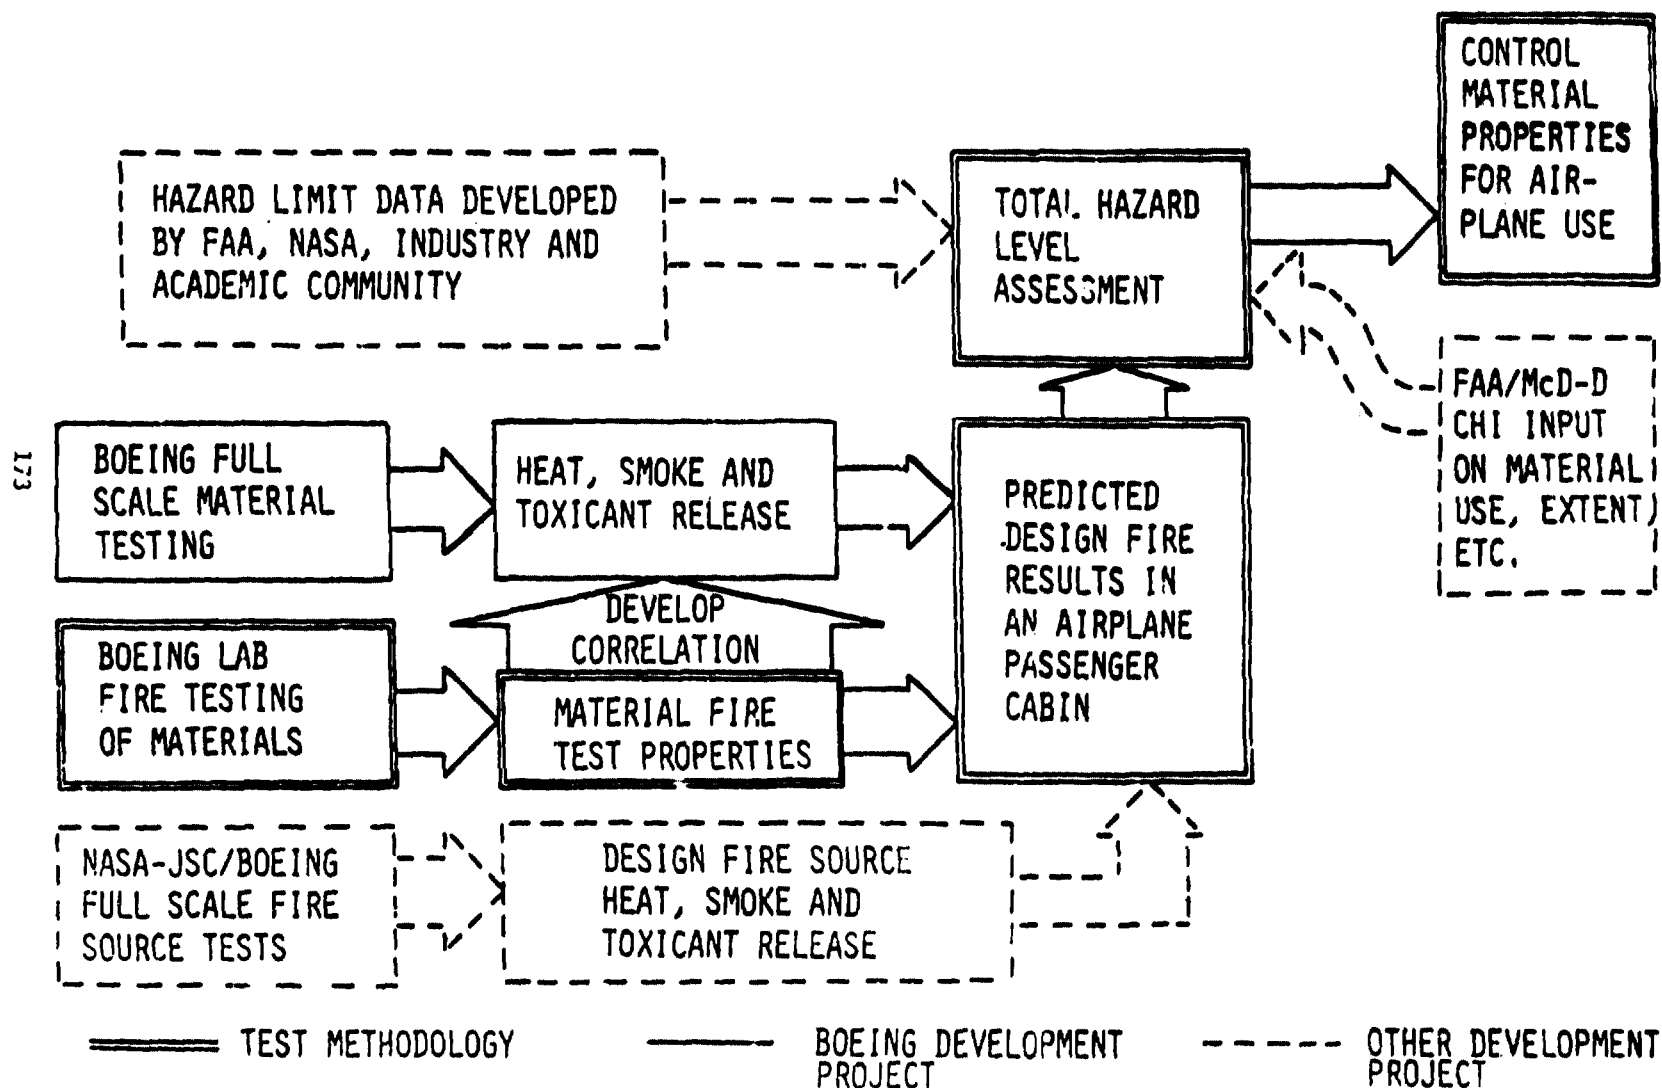 CONTROL
MATERIAL
PROPERTIES
FOR AIR-
PLANE USE
HAZARD LIMIT DATA DEVELOPED
BY FAA, NASA, INDUSTRY AND
ACADEMIC COMMUNITY
TOTAL HAZARD
LEVEL
ASSESSMENT
FAA/McD-D
CHI INPUT
ON MATERIAL
USE, EXTENT,
ETC.
173
BOEING FULL
SCALE MATERIAL
TESTING
HEAT, SMOKE AND
TOXICANT RELEASE
PREDICTED
DESIGN FIRE
RESULTS IN
AN AIRPLANE
PASSENGER
CABIN
DEVELOP
CORRELATION
BOEING LAB
FIRE TESTING
OF MATERIALS
MATERIAL FIRE
TEST PROPERTIES
NASA-JSC/BOEING
FULL SCALE FIRE
SOURCE TESTS
DESIGN FIRE SOURCE
HEAT, SMOKE AND
TOXICANT RELEASE
TEST METHODOLOGY
BOEING DEVELOPMENT
PROJECT
OTHER DEVELOPMENT
PROJECT